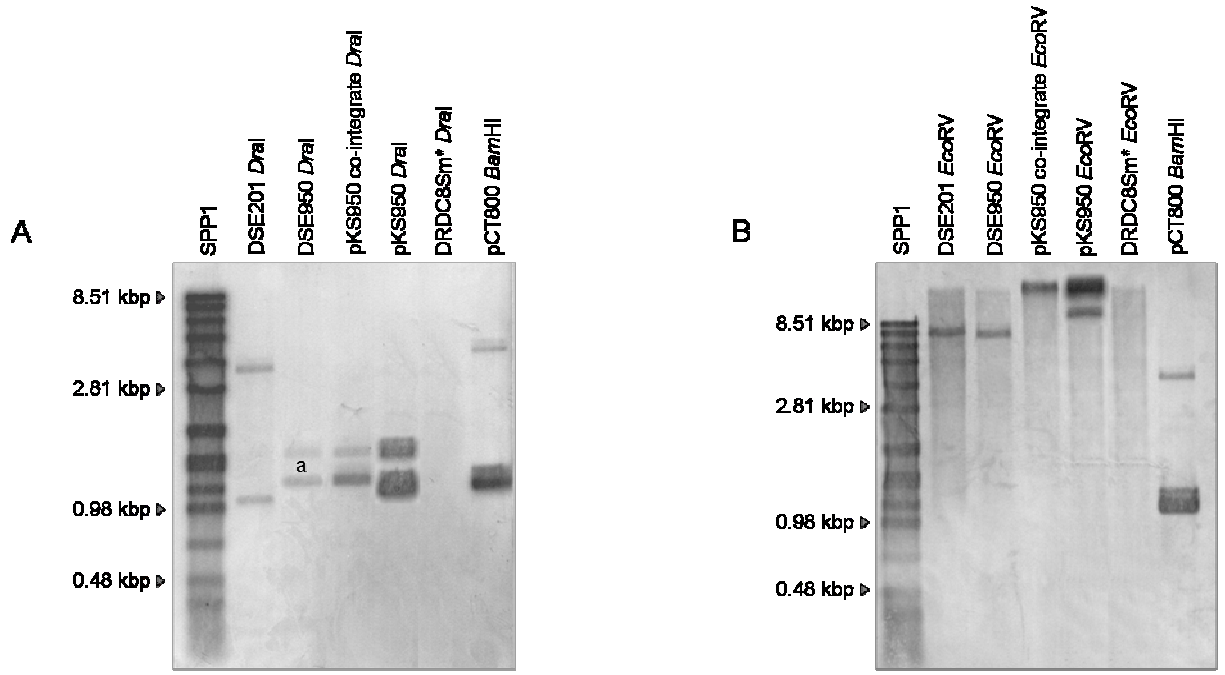 A
SPP1
DSE201 DraI
DSE950 DraI
pKS950 co-integrate DraI
pKS950 DraI
DRDC8Sm* DraI
pCT800 BamHI
8.51 kbp
2.81 kbp
0.98 kbp
0.48 kbp
a
B
SPP1
DSE201 EcoRV
DSE950 EcoRV
pKS950 co-integrate EcoRV
pKS950 EcoRV
DRDC8Sm* EcoRV
pCT800 BamHI
8.51 kbp
2.81 kbp
0.98 kbp
0.48 kbp